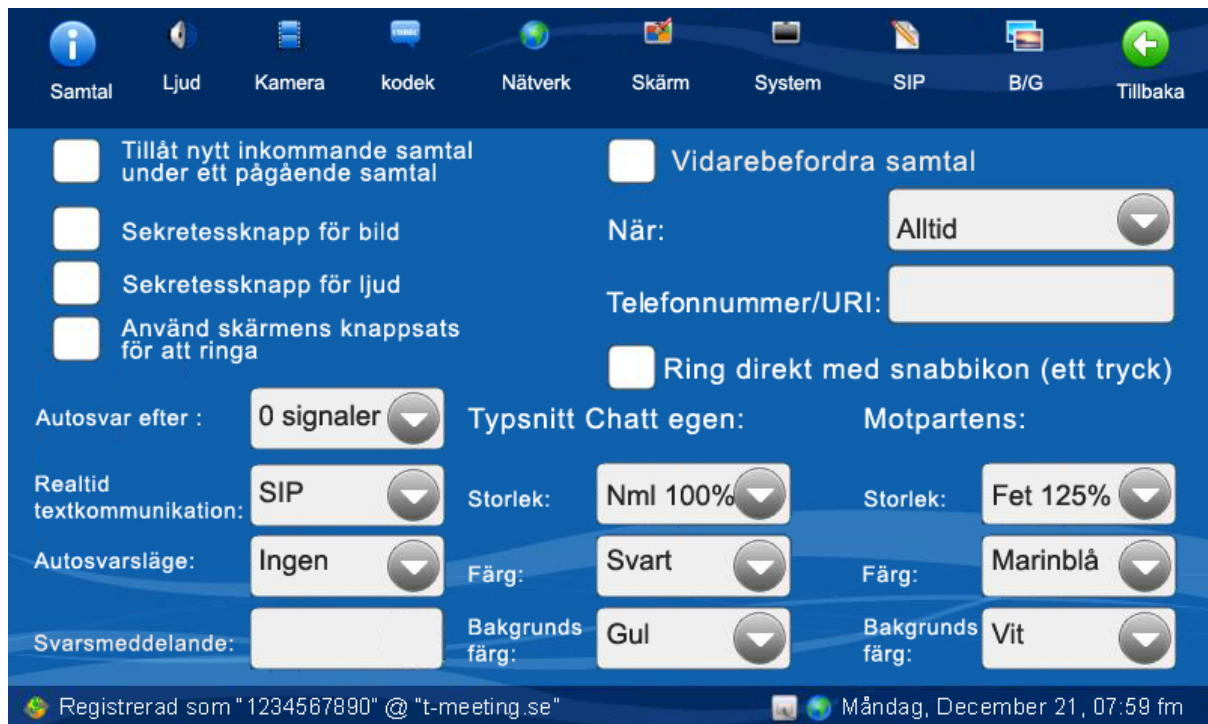 Samtal
Ljud
Kamera
CODEC
kodek
Nätverk
Skärm
System
SIP
B/G
Tillbaka
Tillåt nytt inkommande samtal
under ett pågående samtal
Sekretessknapp för bild
Sekretessknapp för ljud
Använd skärmens knappsats
för att ringa
Vidarebefordra samtal
När:
Alltid
Telefonnummer/URI:
Ring direkt med snabbikon (ett tryck)
Autosvar efter :
0 signaler
Typsnitt Chatt egen:
Motpartens:
Realtid
textkommunikation:
SIP
Storlek:
Nml 100%
Storlek:
Fet 125%
Autosvarsläge:
Ingen
Färg:
Svart
Färg:
Marinblå
Svarsmeddelande:
Bakgrunds
färg:
Gul
Bakgrunds
färg:
Vit
Registrerad som "1234567890" @ "t-meeting.se"
Måndag, December 21, 07:59 fm